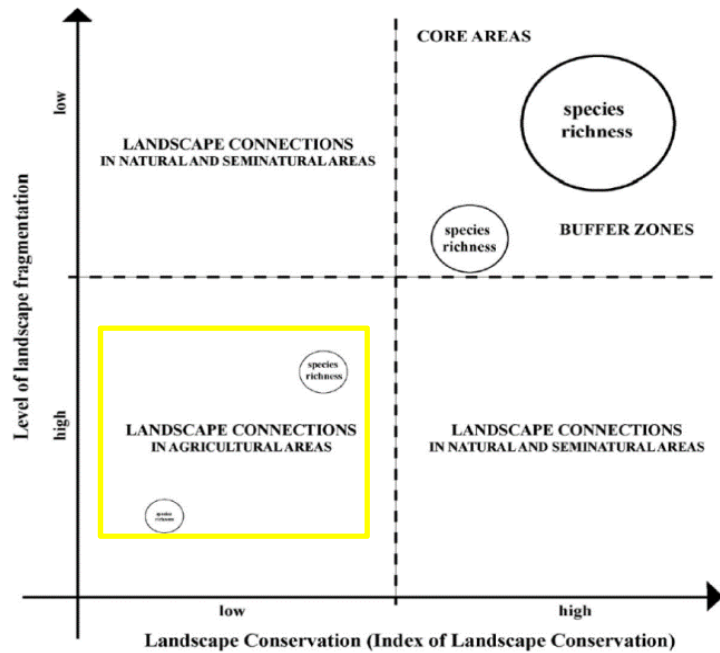 CORE AREAS
low
species
richness
LANDSCAPE CONNECTIONS
IN NATURAL AND SEMINATURAL AREAS
species
richness
BUFFER ZONES
Level of landscape fragmentation
species
richness
high
LANDSCAPE CONNECTIONS
IN AGRICULTURAL AREAS
LANDSCAPE CONNECTIONS
IN NATURAL AND SEMINATURAL AREAS
species
richness
low
high
Landscape Conservation (Index of Landscape Conservation)